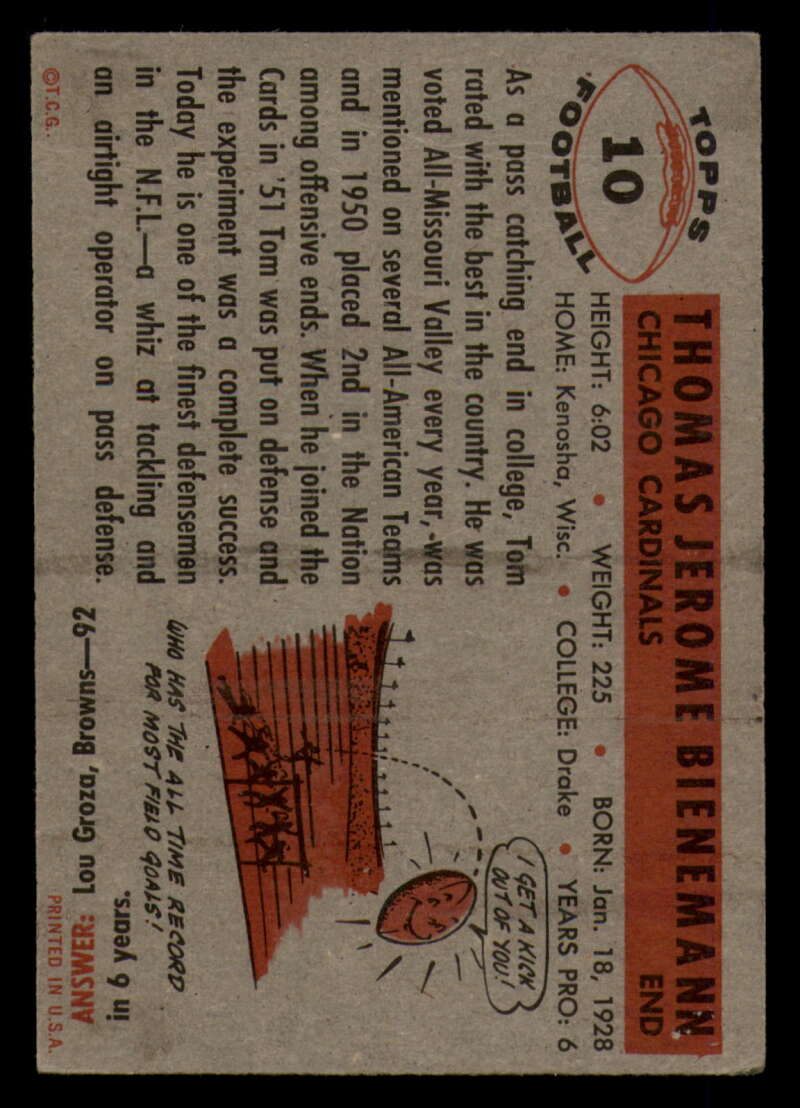 TOPPS
10
FOOTBALL
THOMAS JEROME BIENEMANN
CHICAGO CARDINALS END
HEIGHT: 6:02 • WEIGHT: 225 • BORN: Jan. 18, 1928
HOME: Kenosha, Wisc. • COLLEGE: Drake • YEARS PRO: 6
As a pass catching end in college, Tom
rated with the best in the country. He was
voted All-Missouri Valley every year,-was
mentioned on several All-American Teams
and in 1950 placed 2nd in the Nation
among offensive ends. When he joined the
Cards in '51 Tom was put on defense and
the experiment was a complete success.
Today he is one of the finest defensemen
in the N.F.L.—a whiz at tackling and
an airtight operator on pass defense.
I GET A KICK
OUT OF YOU!
WHO HAS THE ALL TIME RECORD
FOR MOST FIELD GOALS!
ANSWER: Lou Groza, Browns—92
in 6 years.
©T.C.G.
PRINTED IN U.S.A.